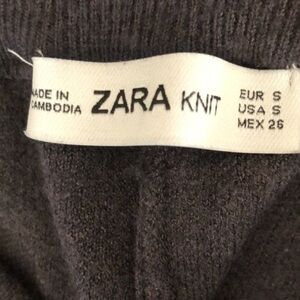 MADE IN
CAMBODIA
ZARA KNIT
EUR S
USA S
MEX 26